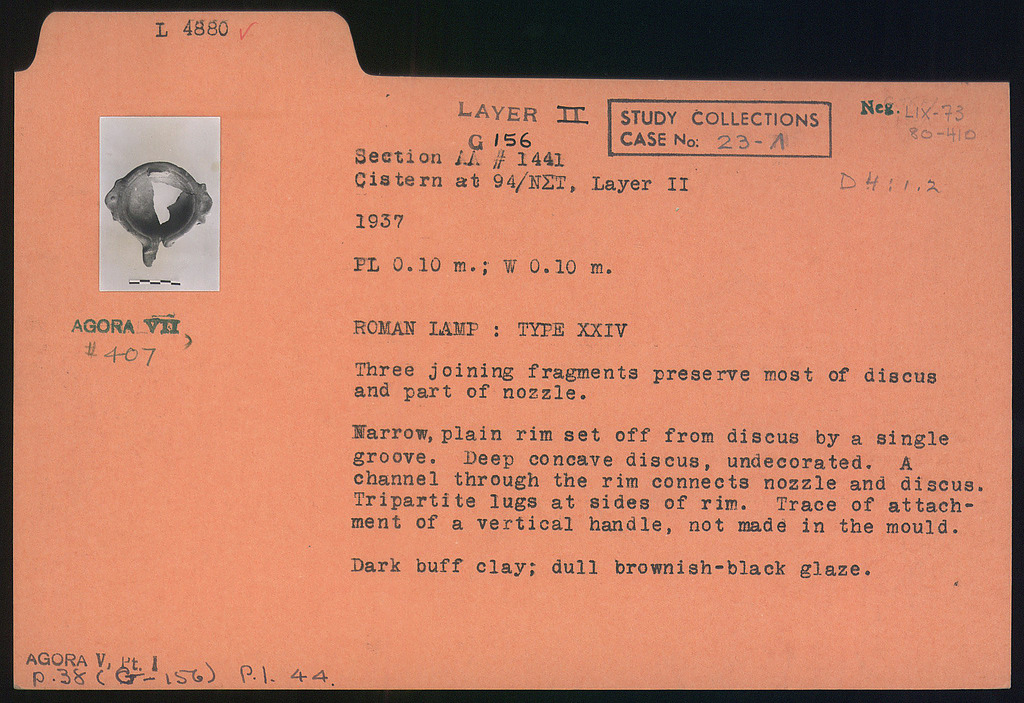 L 4880 ✓
LAYER II
STUDY COLLECTIONS
CASE No: 23-1
Neg: LIX-73
80-410
G 156
Section ΛΛ # 1441
Cistern at 94/ΝΣΤ, Layer II
D 4:1.2
1937
PL 0.10 m.; W 0.10 m.
AGORA VII,
# 407
ROMAN LAMP : TYPE XXIV
Three joining fragments preserve most of discus
and part of nozzle.
Narrow, plain rim set off from discus by a single
groove. Deep concave discus, undecorated. A
channel through the rim connects nozzle and discus.
Tripartite lugs at sides of rim. Trace of attach-
ment of a vertical handle, not made in the mould.
Dark buff clay; dull brownish-black glaze.
AGORA V, Pt. I
p.38 (G-156) Pl. 44.